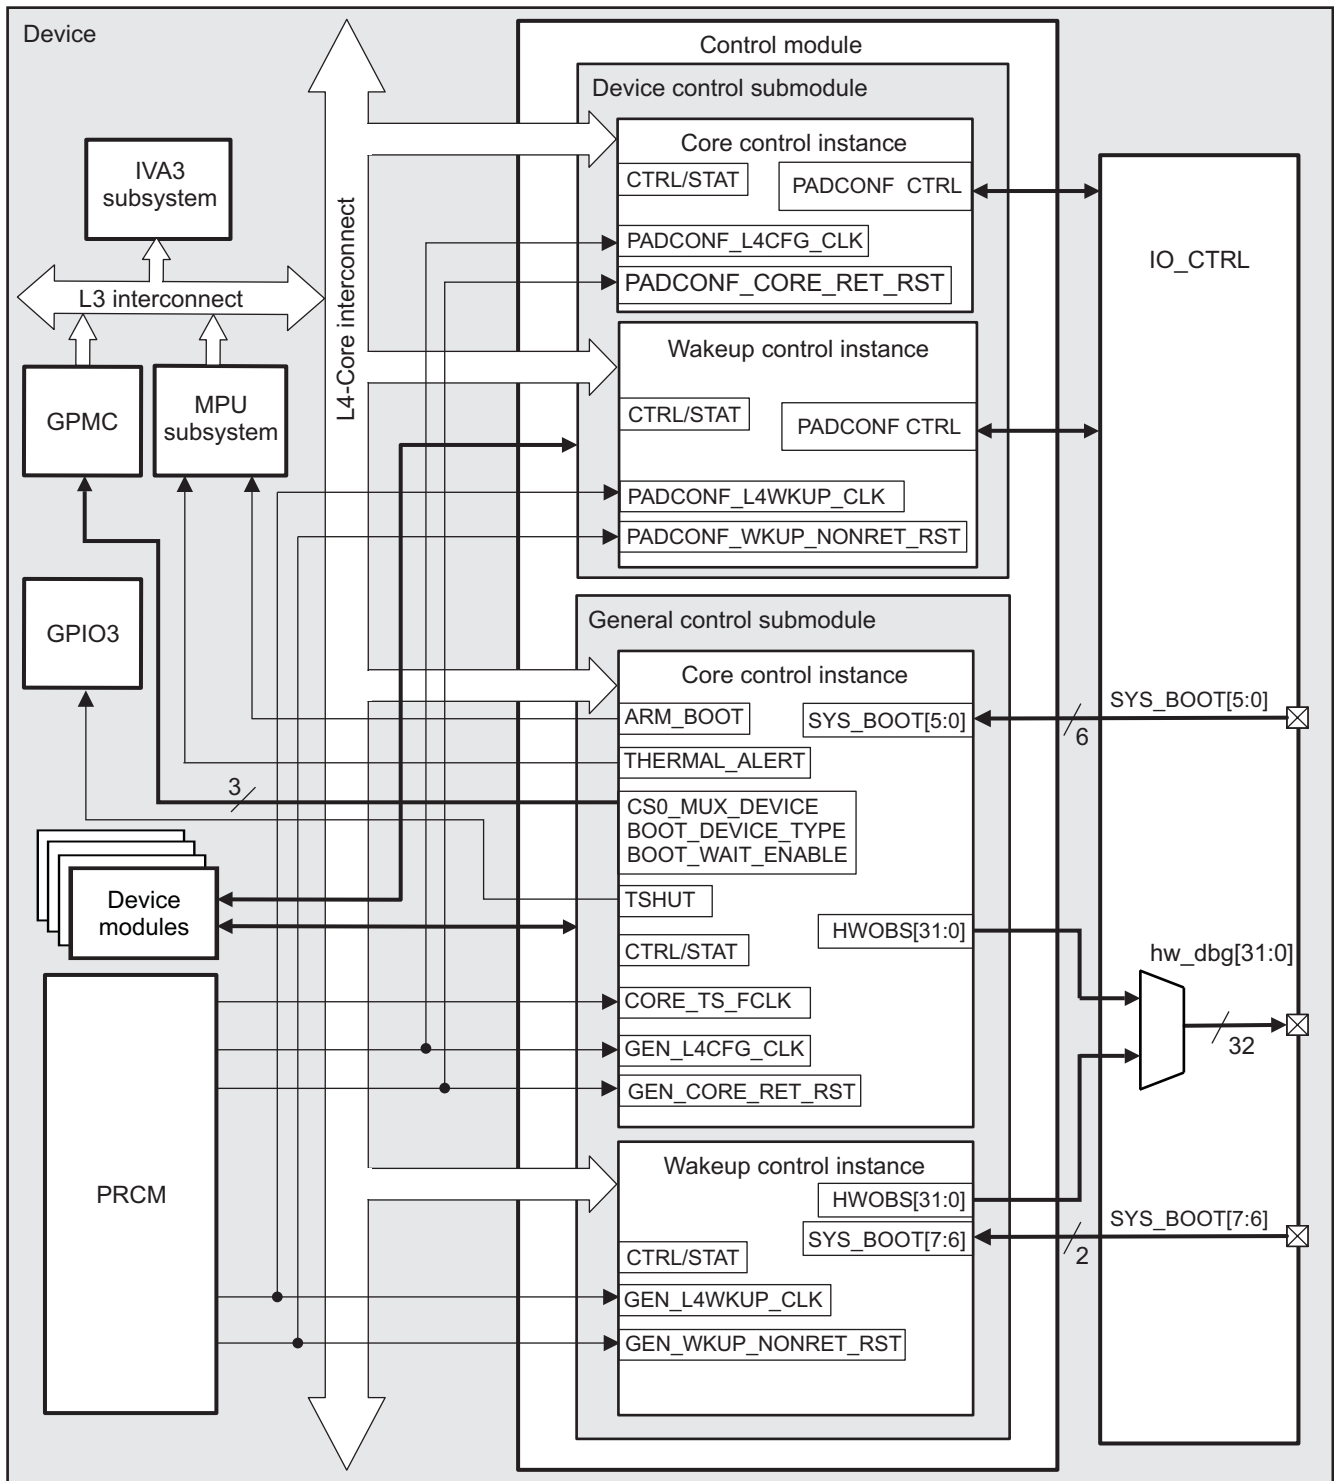 Device
Control module
Device control submodule
Core control instance
CTRL/STAT
PADCONF CTRL
PADCONF_L4CFG_CLK
PADCONF_CORE_RET_RST
Wakeup control instance
CTRL/STAT
PADCONF CTRL
PADCONF_L4WKUP_CLK
PADCONF_WKUP_NONRET_RST
IVA3
subsystem
L3 interconnect
L4-Core interconnect
GPMC
MPU
subsystem
GPIO3
IO_CTRL
General control submodule
Core control instance
ARM_BOOT
SYS_BOOT[5:0]
THERMAL_ALERT
CS0_MUX_DEVICE
BOOT_DEVICE_TYPE
BOOT_WAIT_ENABLE
TSHUT
HWOBS[31:0]
CTRL/STAT
CORE_TS_FCLK
GEN_L4CFG_CLK
GEN_CORE_RET_RST
SYS_BOOT[5:0]
6
3
Device
modules
hw_dbg[31:0]
32
PRCM
Wakeup control instance
HWOBS[31:0]
SYS_BOOT[7:6]
CTRL/STAT
GEN_L4WKUP_CLK
GEN_WKUP_NONRET_RST
SYS_BOOT[7:6]
2